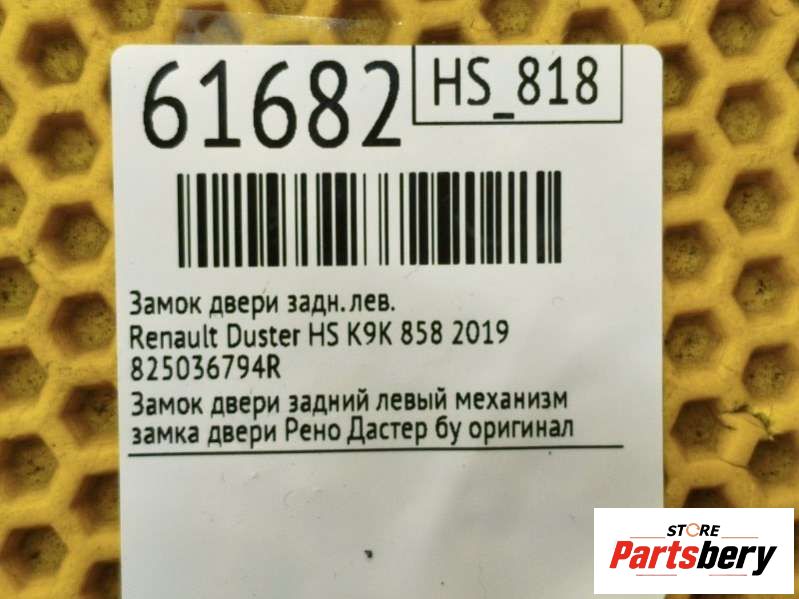 61682
HS_818
Замок двери задн.лев.
Renault Duster HS K9K 858 2019
825036794R
Замок двери задний левый механизм
замка двери Рено Дастер бу оригинал
STORE
Partsbery